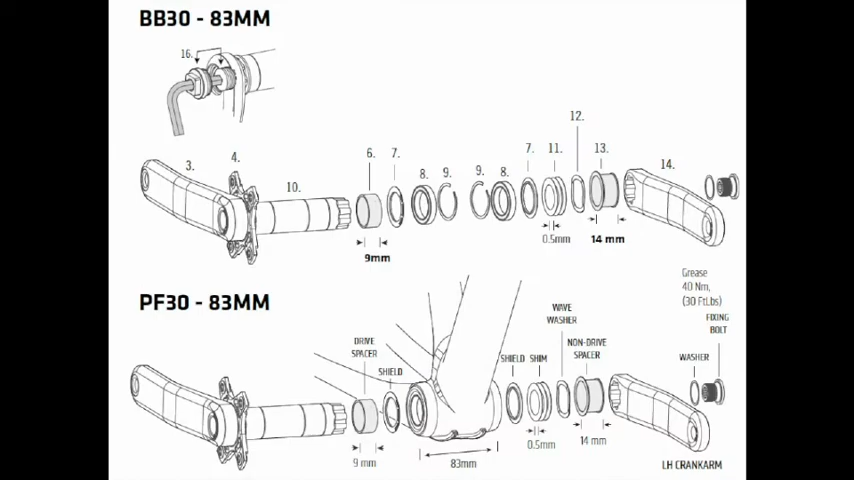 BB30 - 83MM
16.
12.
6. 7. 7. 11. 13.
3. 4. 10. 8. 9. 9. 8. 14.
0.5mm 14 mm
9mm
Grease
40 Nm,
(30 FtLbs)
PF30 - 83MM
WAVE
WASHER
FIXING
BOLT
DRIVE
SPACER
NON-DRIVE
SPACER
SHIELD
SHIELD SHIM
WASHER
0.5mm 14 mm
9 mm 83mm
LH CRANKARM